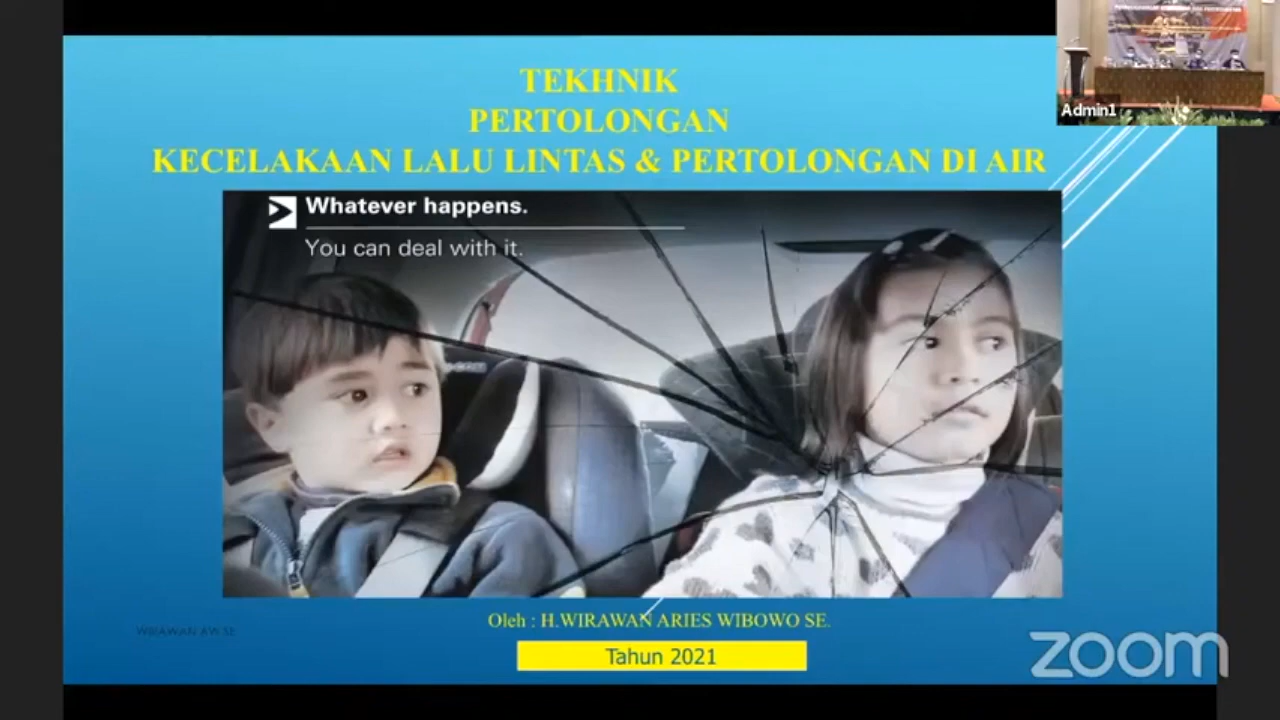 TEKHNIK
PERTOLONGAN
KECELAKAAN LALU LINTAS & PERTOLONGAN DI AIR
Whatever happens.
You can deal with it.
Oleh : H.WIRAWAN ARIES WIBOWO SE.
WIRAWAN AW SE
Tahun 2021
Admin1
zoom